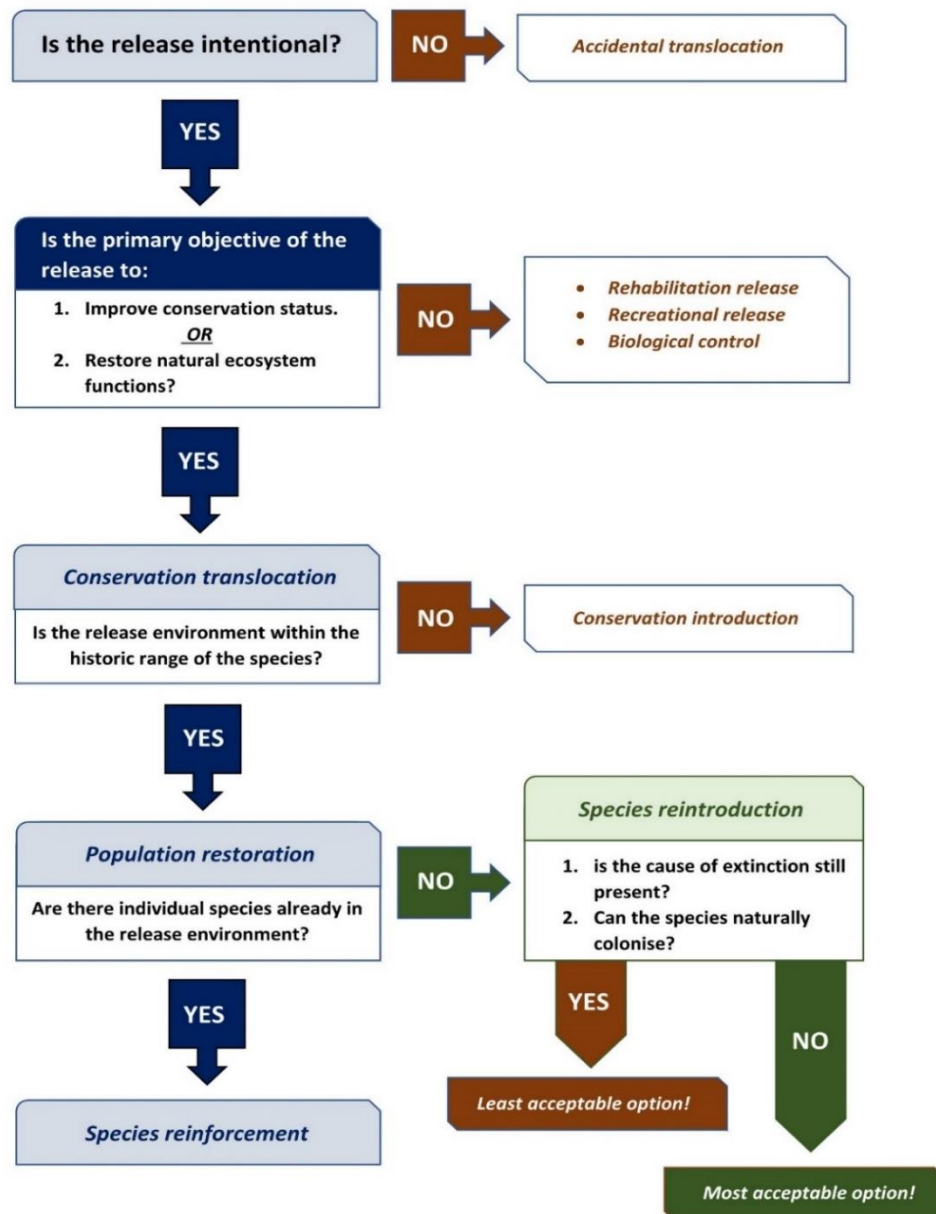 Is the release intentional?
NO
Accidental translocation
YES
Is the primary objective of the
release to:
1. Improve conservation status.
OR
2. Restore natural ecosystem
functions?
NO
• Rehabilitation release
• Recreational release
• Biological control
YES
Conservation translocation
Is the release environment within the
historic range of the species?
NO
Conservation introduction
YES
Population restoration
Are there individual species already in
the release environment?
NO
Species reintroduction
1. is the cause of extinction still
present?
2. Can the species naturally
colonise?
YES
Species reinforcement
YES
Least acceptable option!
NO
Most acceptable option!